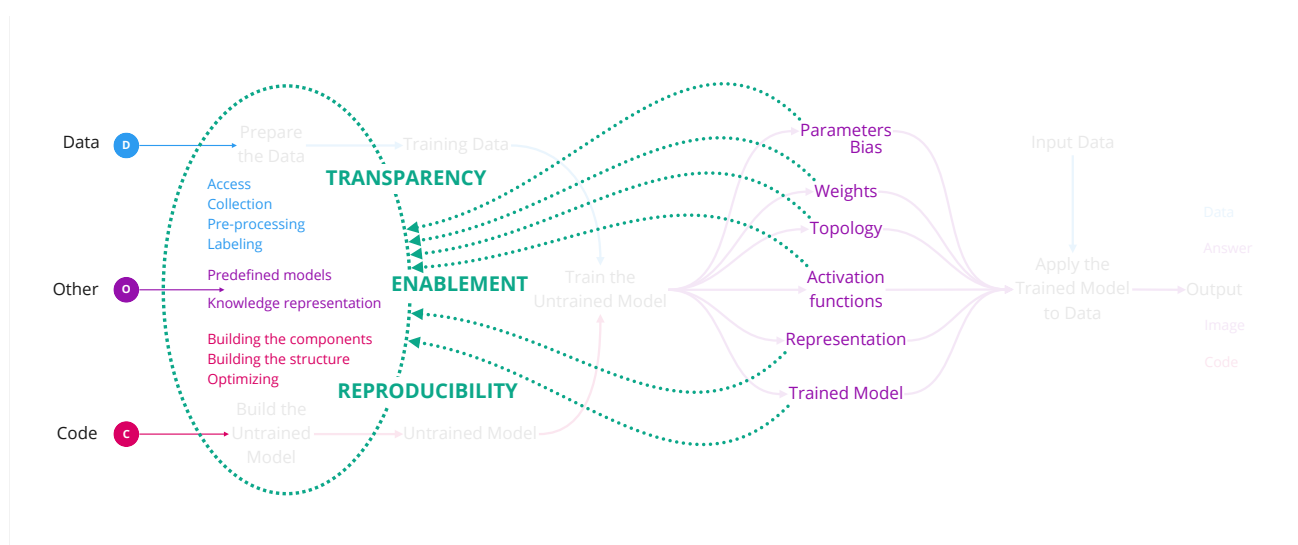 Data
D
Prepare
the Data
Training Data
TRANSPARENCY
Access
Collection
Pre-processing
Labeling
Other
O
Predefined models
Knowledge representation
ENABLEMENT
Building the components
Building the structure
Optimizing
REPRODUCIBILITY
Code
C
Build the
Untrained
Model
Untrained Model
Train the
Untrained Model
Parameters
Bias
Weights
Topology
Activation
functions
Representation
Trained Model
Input Data
Apply the
Trained Model
to Data
Output
Data
Answer
Image
Code